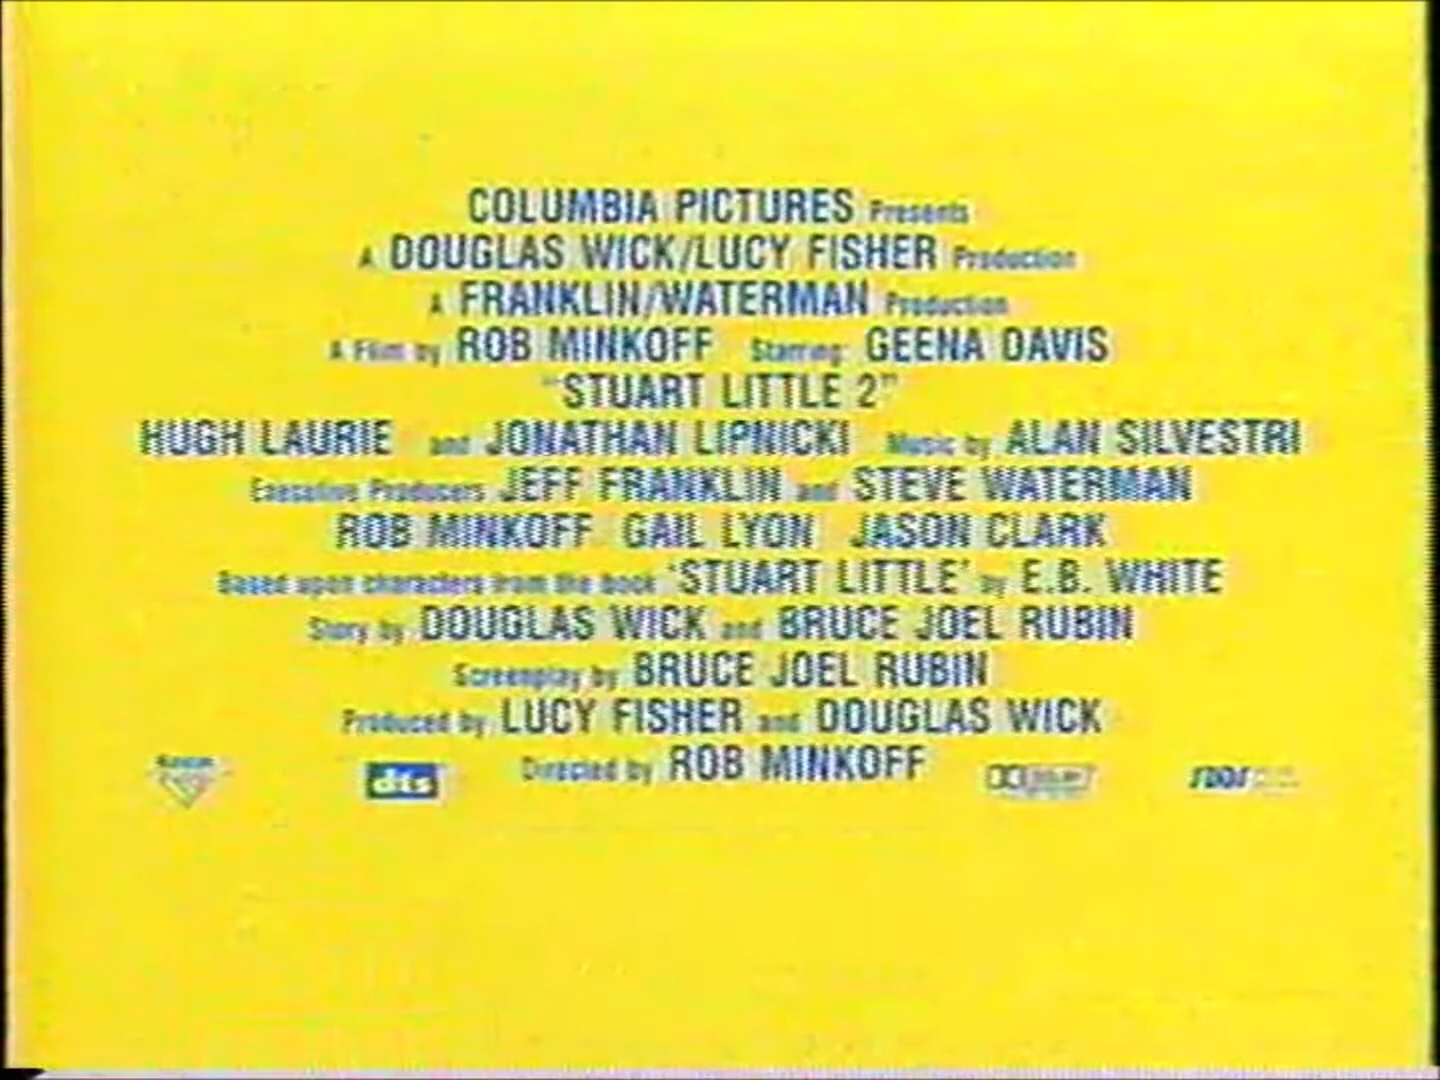 COLUMBIA PICTURES Presents
A DOUGLAS WICK/LUCY FISHER Production
A FRANKLIN/WATERMAN Production
A Film by ROB MINKOFF Starring GEENA DAVIS
"STUART LITTLE 2"
HUGH LAURIE and JONATHAN LIPNICKI Music by ALAN SILVESTRI
Executive Producers JEFF FRANKLIN and STEVE WATERMAN
ROB MINKOFF GAIL LYON JASON CLARK
Based upon characters from the book 'STUART LITTLE' by E.B. WHITE
Story by DOUGLAS WICK and BRUCE JOEL RUBIN
Screenplay by BRUCE JOEL RUBIN
Produced by LUCY FISHER and DOUGLAS WICK
Directed by ROB MINKOFF
dts